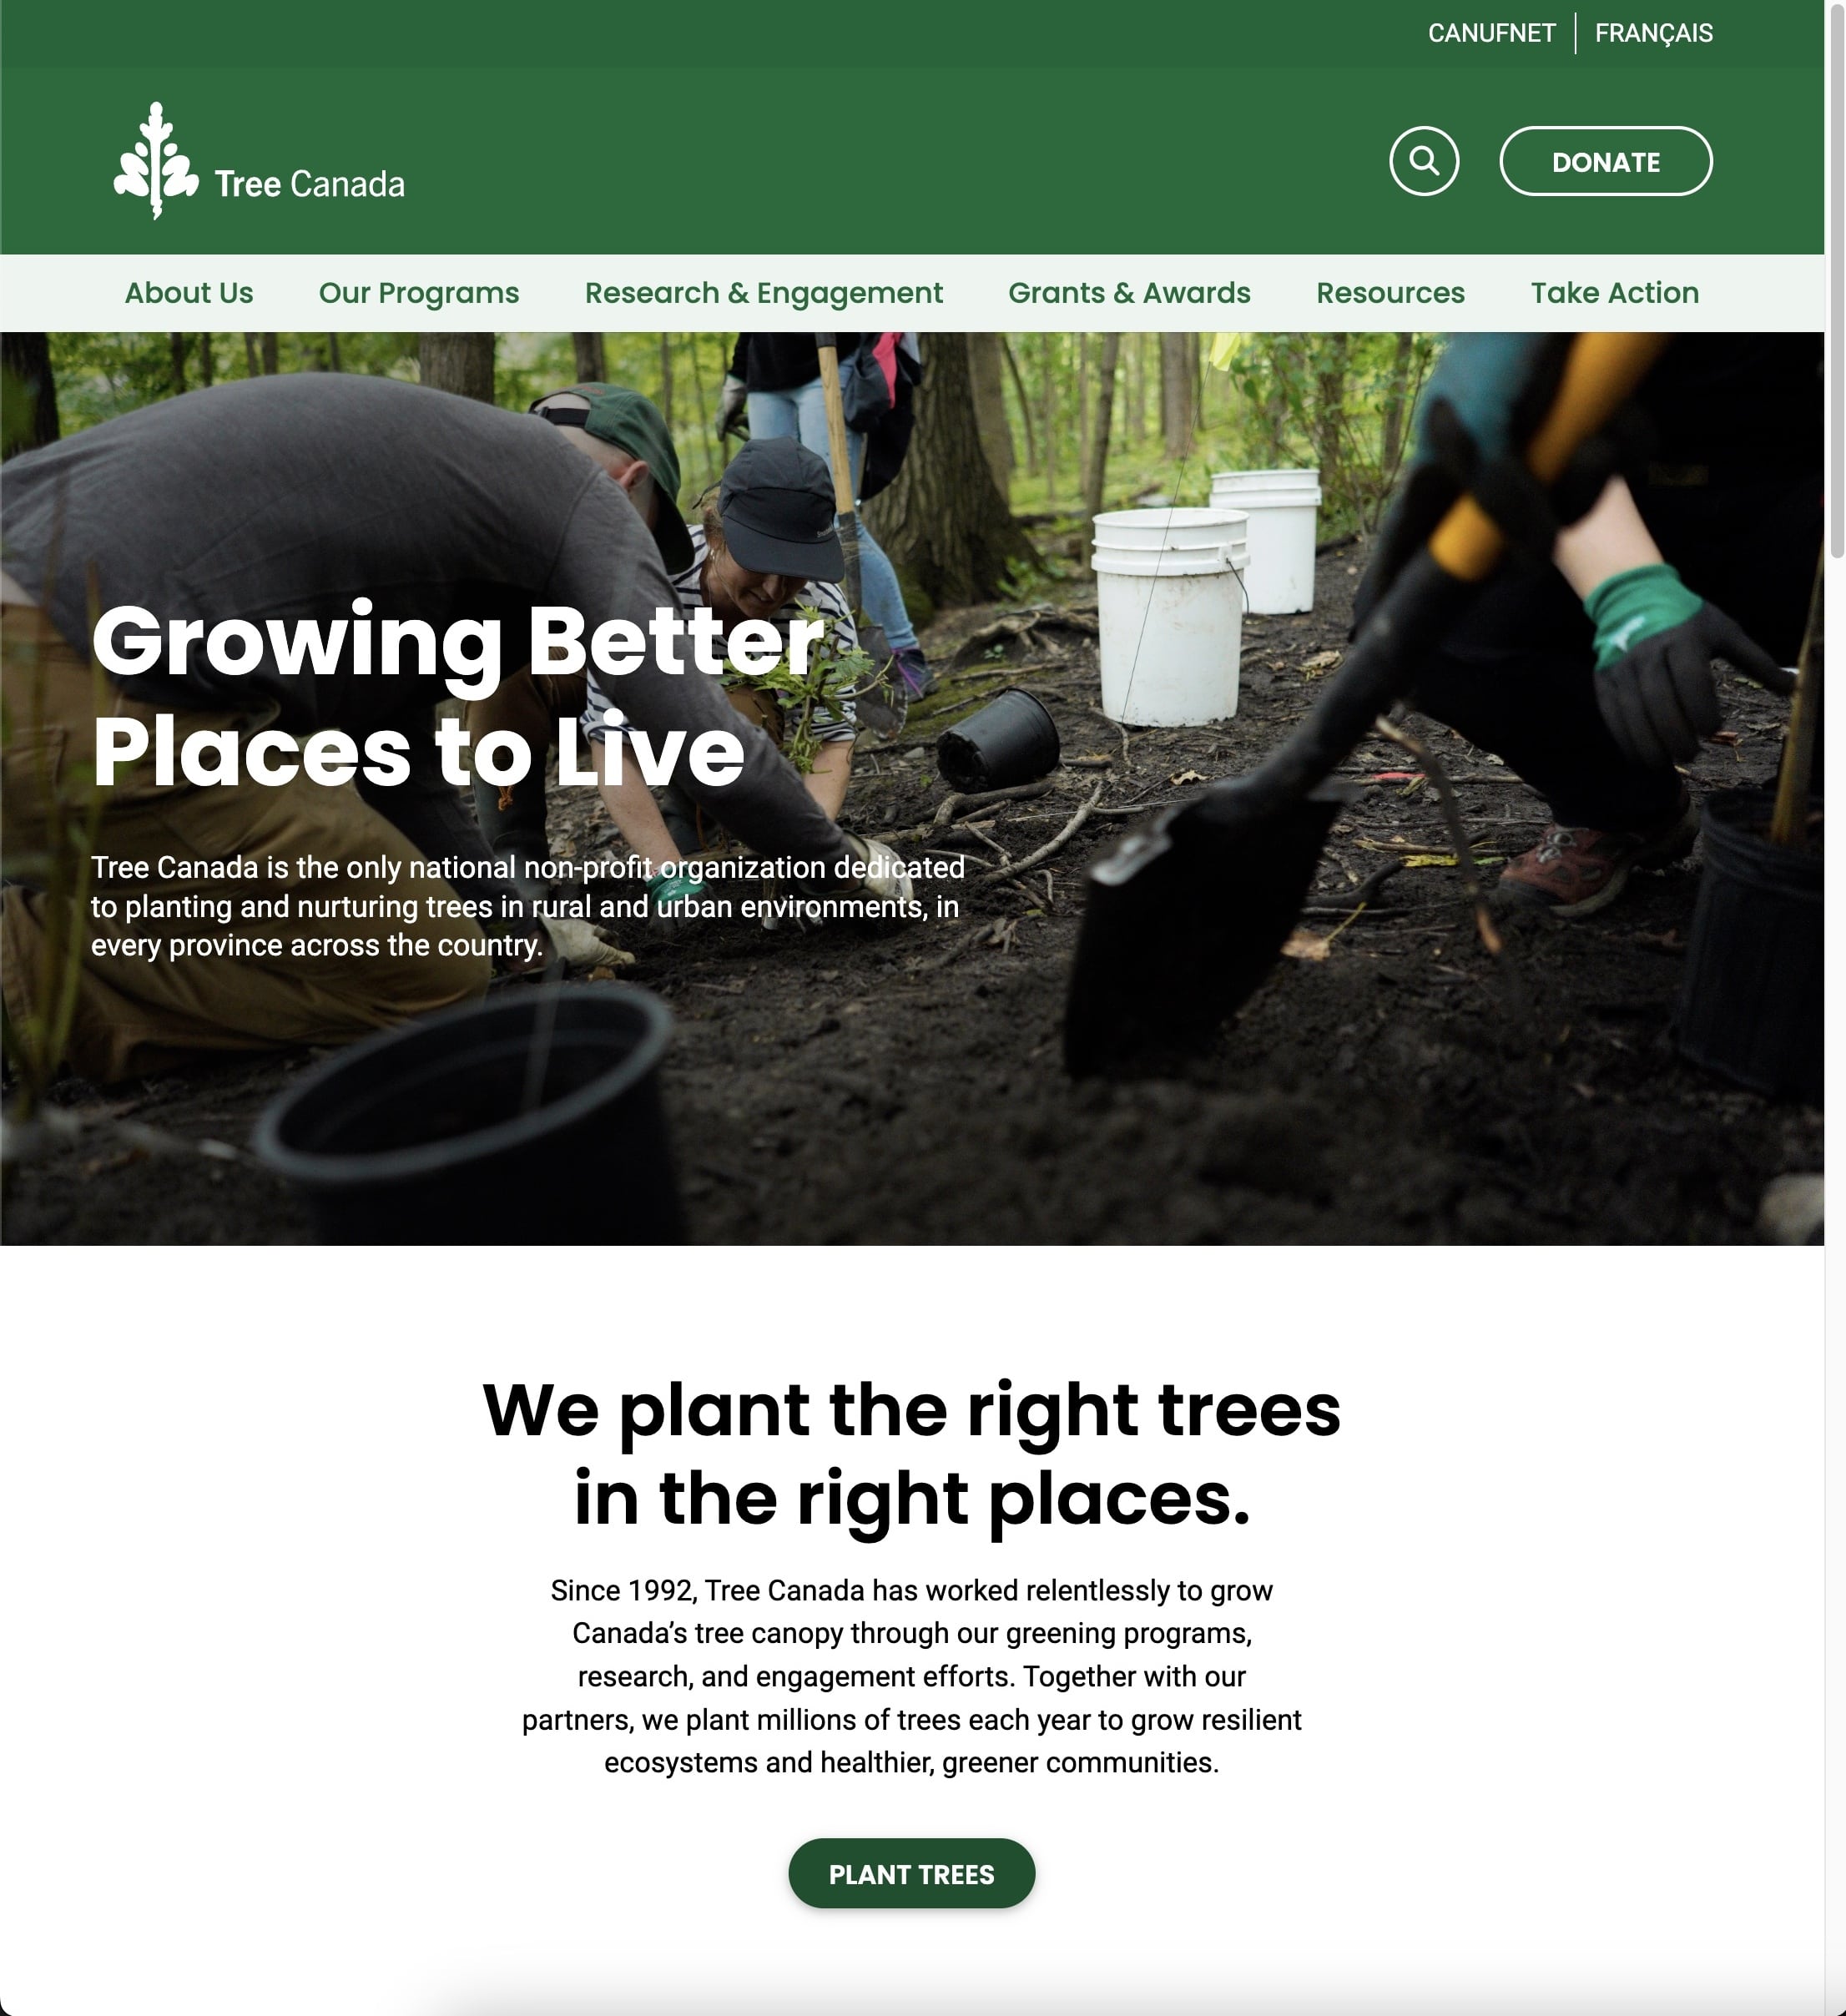 CANUFNET
FRANÇAIS
Tree Canada
DONATE
About Us
Our Programs
Research & Engagement
Grants & Awards
Resources
Take Action
Growing Better
Places to Live
Tree Canada is the only national non-profit organization dedicated
to planting and nurturing trees in rural and urban environments, in
every province across the country.
We plant the right trees
in the right places.
Since 1992, Tree Canada has worked relentlessly to grow
Canada’s tree canopy through our greening programs,
research, and engagement efforts. Together with our
partners, we plant millions of trees each year to grow resilient
ecosystems and healthier, greener communities.
PLANT TREES